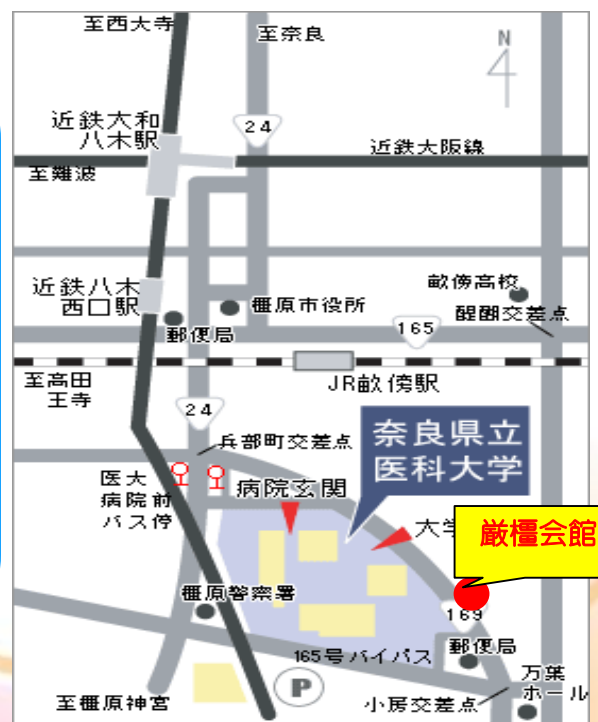 至西大寺
至奈良
N
近鉄大和
八木駅
24
近鉄大阪線
至難波
近鉄八木
西口駅
畝傍高校
橿原市役所
醍醐交差点
165
郵便局
至高田
王寺
JR畝傍駅
24
兵部町交差点
奈良県立
医科大学
医大
病院前
バス停
病院玄関
大学
厳橿会館
橿原警察署
169
郵便局
165号バイパス
万葉
ホール
P
至橿原神宮
小房交差点